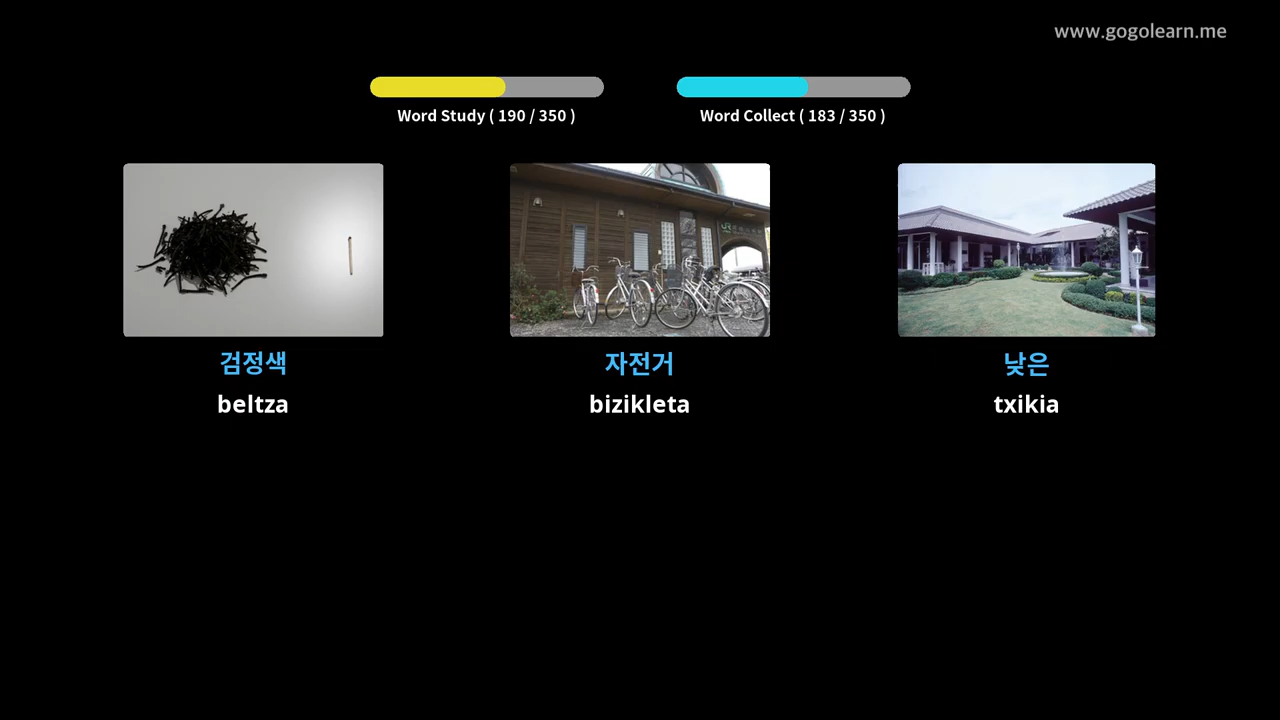 www.gogolearn.me
Word Study ( 190 / 350 )
Word Collect ( 183 / 350 )
JR
검정색
자전거
낮은
beltza
bizikleta
txikia